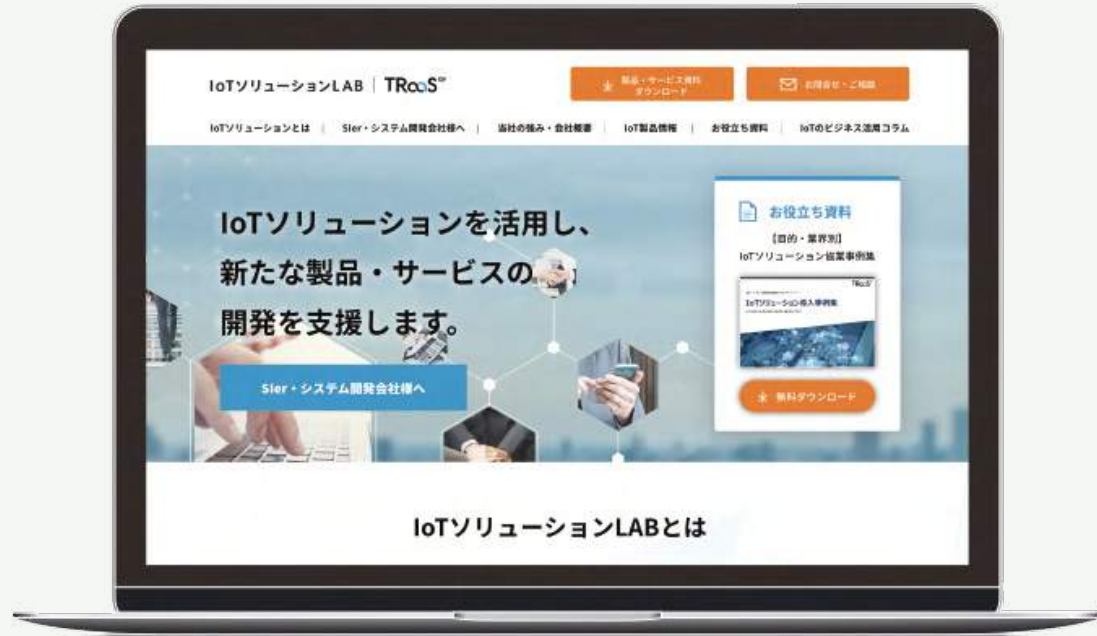 IoTソリューションLAB | TRaaS
製品・サービス資料
ダウンロード
お問合せ・ご相談
IoTソリューションとは | SIer・システム開発会社様へ | 当社の強み・会社概要 | IoT製品情報 | お役立ち資料 | IoTのビジネス活用コラム
IoTソリューションを活用し、
新たな製品・サービスの
開発を支援します。
SIer・システム開発会社様へ
お役立ち資料
【目的・業界別】
IoTソリューション協業事例集
TRaaS
IoTソリューション導入事例集
無料ダウンロード
IoTソリューションLABとは